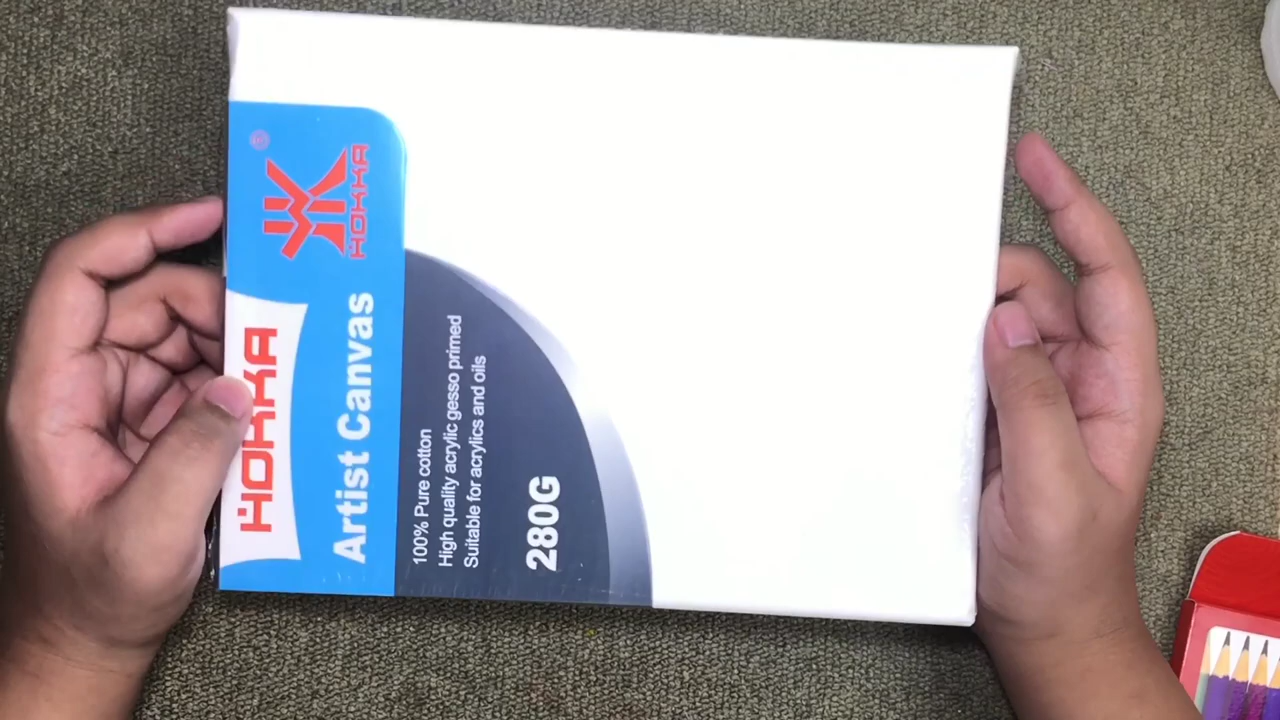 ®
HOKKA
HOKKA
Artist Canvas
100% Pure cotton
High quality acrylic gesso primed
Suitable for acrylics and oils
280G